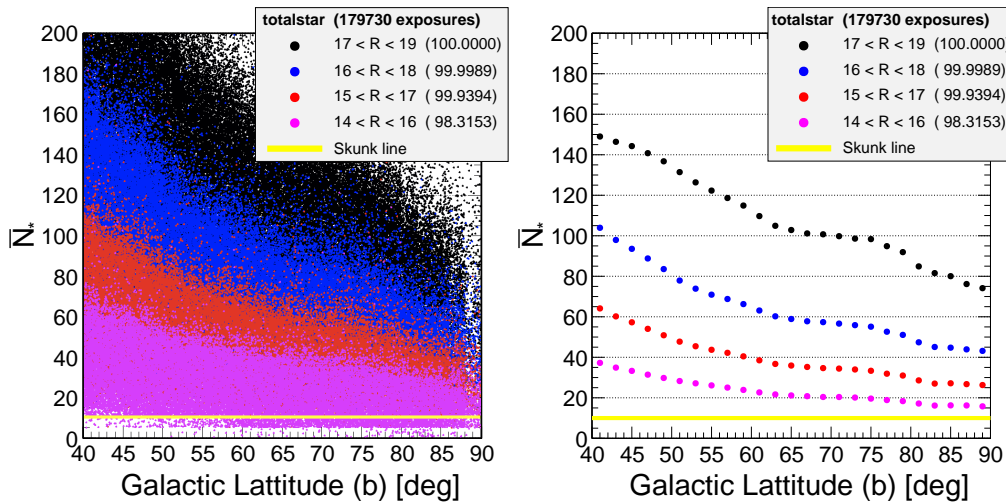 totalstar (179730 exposures)
17 < R < 19 (100.0000)
16 < R < 18 ( 99.9989)
15 < R < 17 ( 99.9394)
14 < R < 16 ( 98.3153)
Skunk line
200
180
160
140
120
100
80
60
40
20
0
N̅*
40 45 50 55 60 65 70 75 80 85 90
Galactic Lattitude (b) [deg]
totalstar (179730 exposures)
17 < R < 19 (100.0000)
16 < R < 18 ( 99.9989)
15 < R < 17 ( 99.9394)
14 < R < 16 ( 98.3153)
Skunk line
200
180
160
140
120
100
80
60
40
20
0
N̅*
40 45 50 55 60 65 70 75 80 85 90
Galactic Lattitude (b) [deg]